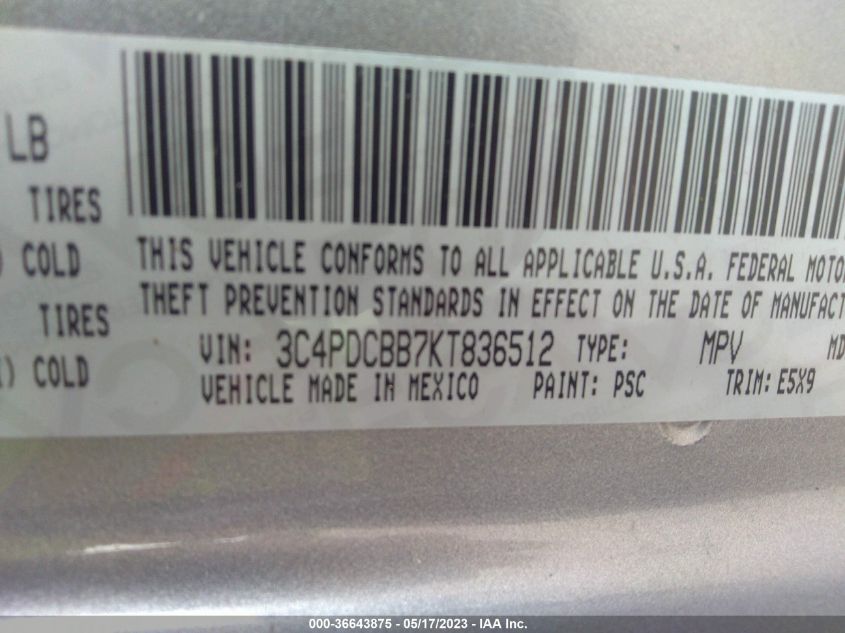 LB
TIRES
) COLD
TIRES
) COLD
THIS VEHICLE CONFORMS TO ALL APPLICABLE U.S.A. FEDERAL MOTO
THEFT PREVENTION STANDARDS IN EFFECT ON THE DATE OF MANUFACT
VIN: 3C4PDCBB7KT836512 TYPE: MPV MD
VEHICLE MADE IN MEXICO PAINT: PSC TRIM: E5X9
000-36643875 - 05/17/2023 - IAA Inc.